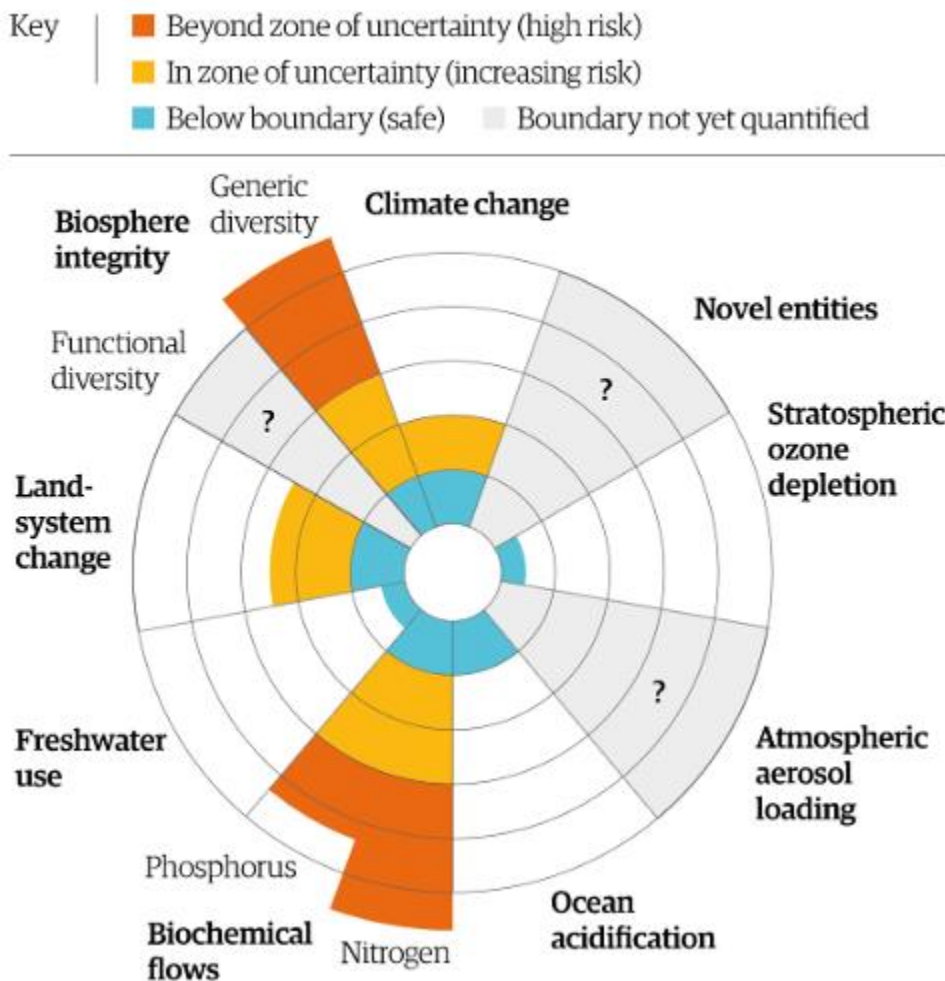 Key
Beyond zone of uncertainty (high risk)
In zone of uncertainty (increasing risk)
Below boundary (safe)
Boundary not yet quantified
Generic
diversity
Climate change
Biosphere
integrity
Novel entities
Functional
diversity
?
?
Stratospheric
ozone
depletion
Land-
system
change
?
Freshwater
use
Atmospheric
aerosol
loading
Phosphorus
Ocean
acidification
Biochemical
flows
Nitrogen